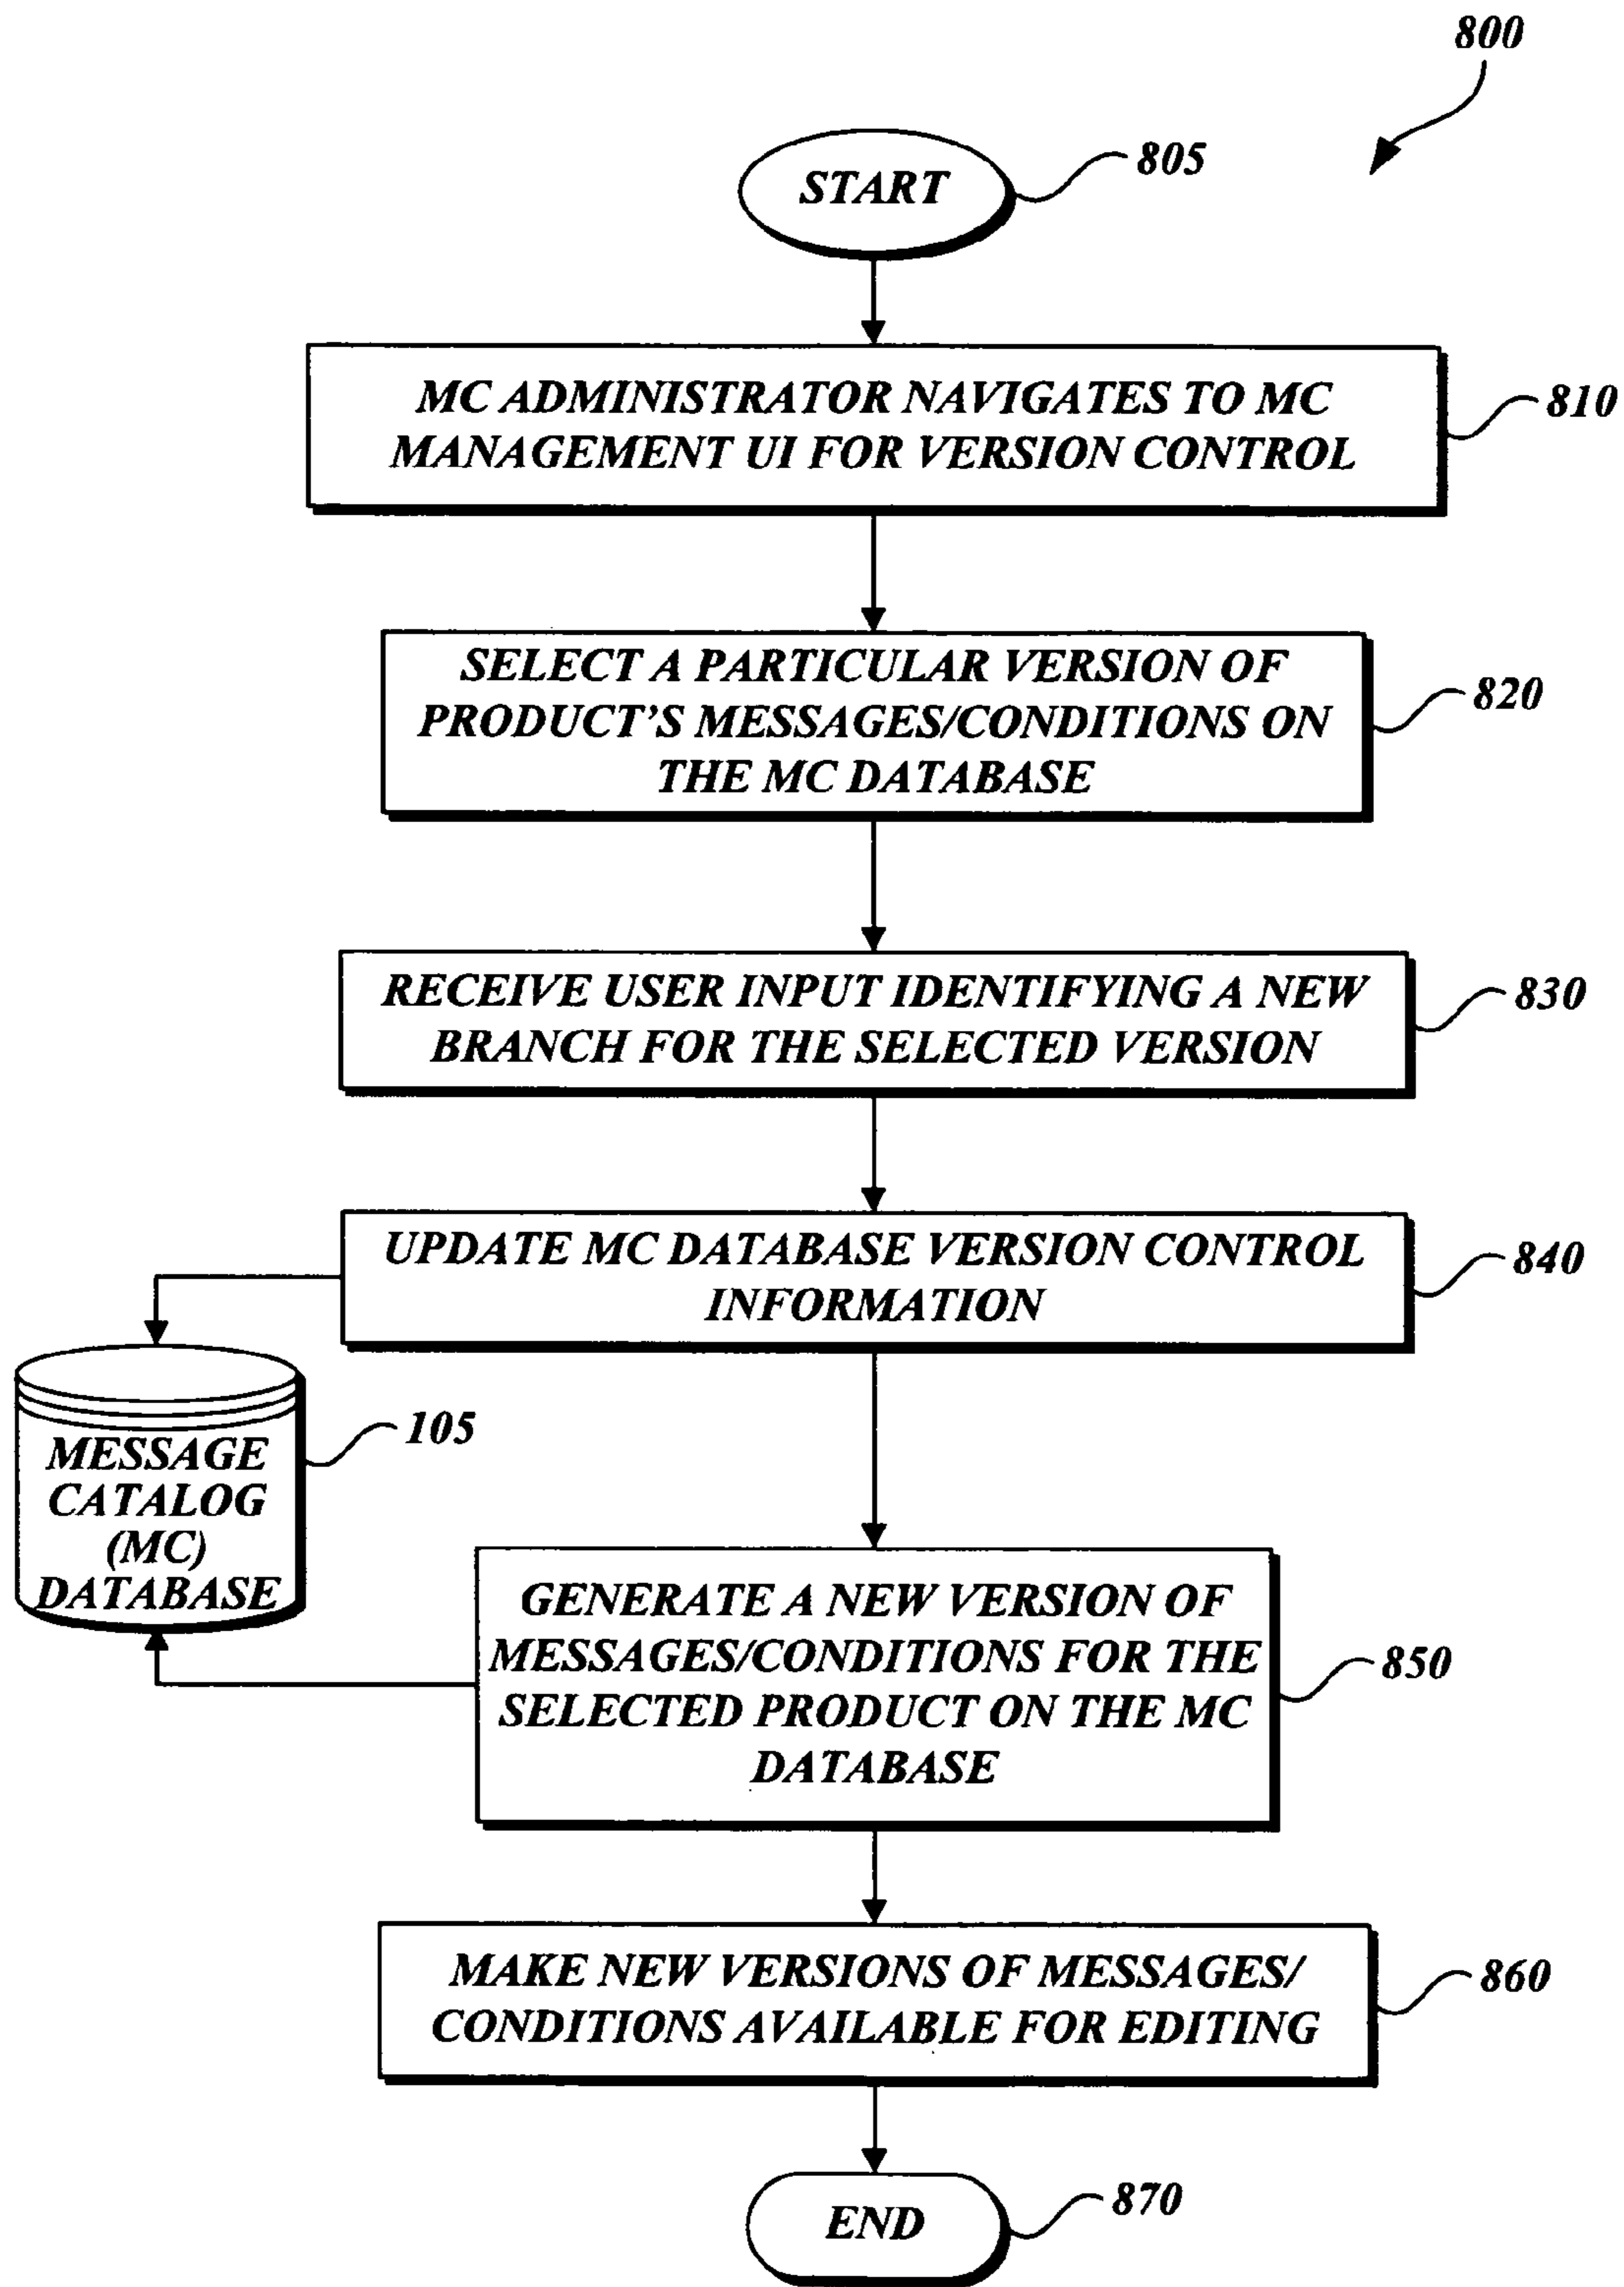 800
START
805
MC ADMINISTRATOR NAVIGATES TO MC
MANAGEMENT UI FOR VERSION CONTROL
810
SELECT A PARTICULAR VERSION OF
PRODUCT'S MESSAGES/CONDITIONS ON
THE MC DATABASE
820
RECEIVE USER INPUT IDENTIFYING A NEW
BRANCH FOR THE SELECTED VERSION
830
UPDATE MC DATABASE VERSION CONTROL
INFORMATION
840
MESSAGE
CATALOG
(MC)
DATABASE
105
GENERATE A NEW VERSION OF
MESSAGES/CONDITIONS FOR THE
SELECTED PRODUCT ON THE MC
DATABASE
850
MAKE NEW VERSIONS OF MESSAGES/
CONDITIONS AVAILABLE FOR EDITING
860
END
870